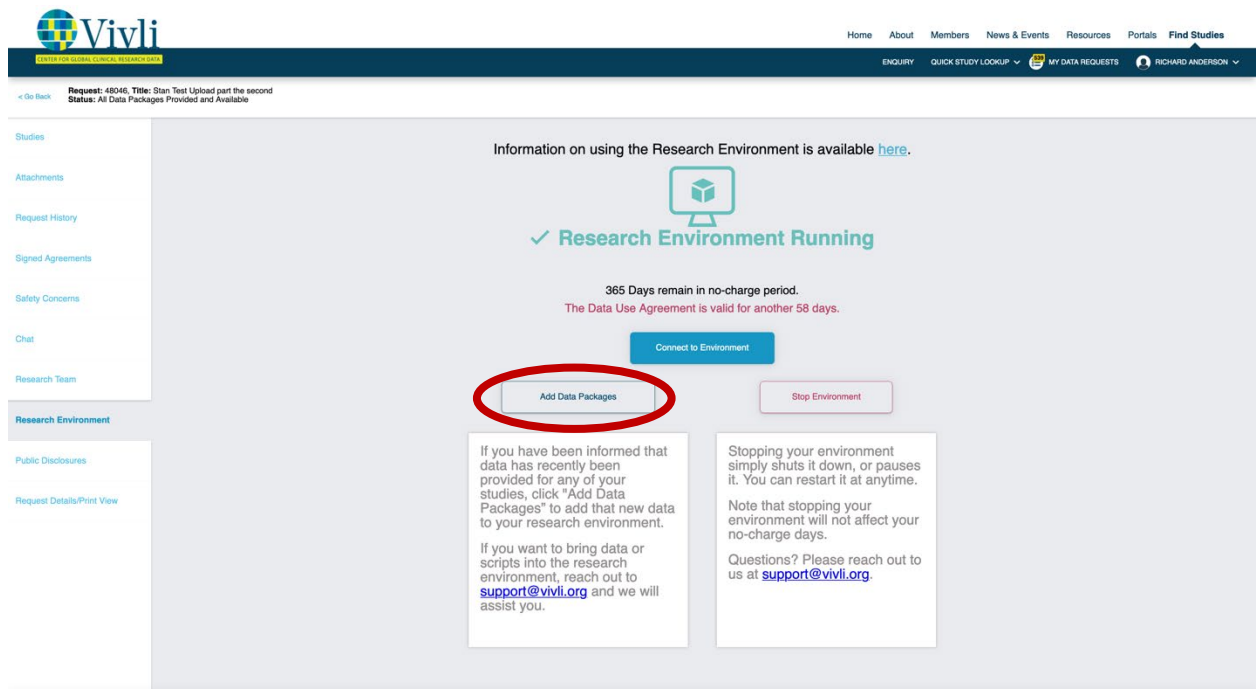 Vivli
CENTER FOR GLOBAL CLINICAL RESEARCH DATA
Home About Members News & Events Resources Portals Find Studies
ENQUIRY QUICK STUDY LOOKUP MY DATA REQUESTS RICHARD ANDERSON
< Go Back
Request: 48046, Title: Stan Test Upload part the second
Status: All Data Packages Provided and Available
Studies
Attachments
Request History
Signed Agreements
Safety Concerns
Chat
Research Team
Research Environment
Public Disclosures
Request Details/Print View
Information on using the Research Environment is available here.
Research Environment Running
365 Days remain in no-charge period.
The Data Use Agreement is valid for another 58 days.
Connect to Environment
Add Data Packages
Stop Environment
If you have been informed that
data has recently been
provided for any of your
studies, click "Add Data
Packages" to add that new data
to your research environment.
If you want to bring data or
scripts into the research
environment, reach out to
support@vivli.org and we will
assist you.
Stopping your environment
simply shuts it down, or pauses
it. You can restart it at anytime.
Note that stopping your
environment will not affect your
no-charge days.
Questions? Please reach out to
us at support@vivli.org.